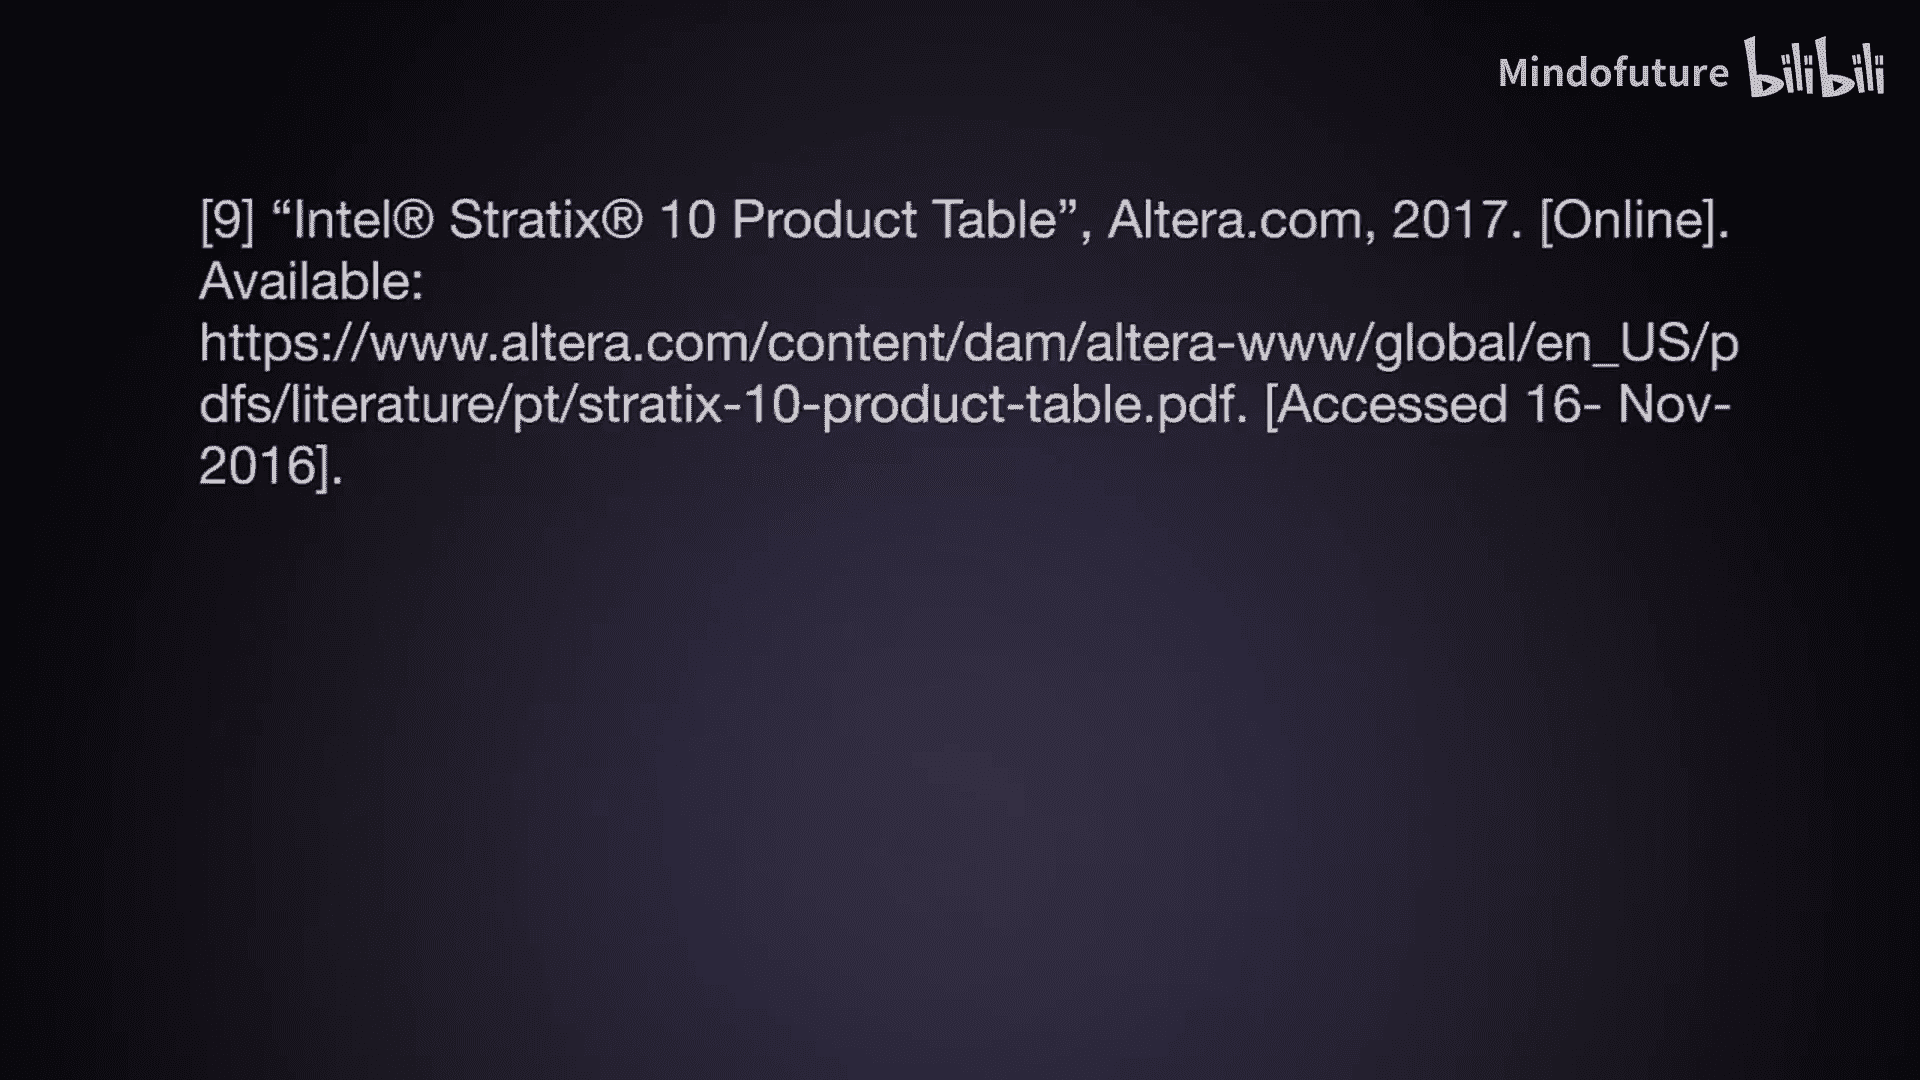 Mindofuture bilibili
[9] “Intel® Stratix® 10 Product Table”, Altera.com, 2017. [Online].
Available:
https://www.altera.com/content/dam/altera-www/global/en_US/p
dfs/literature/pt/stratix-10-product-table.pdf. [Accessed 16- Nov-
2016].